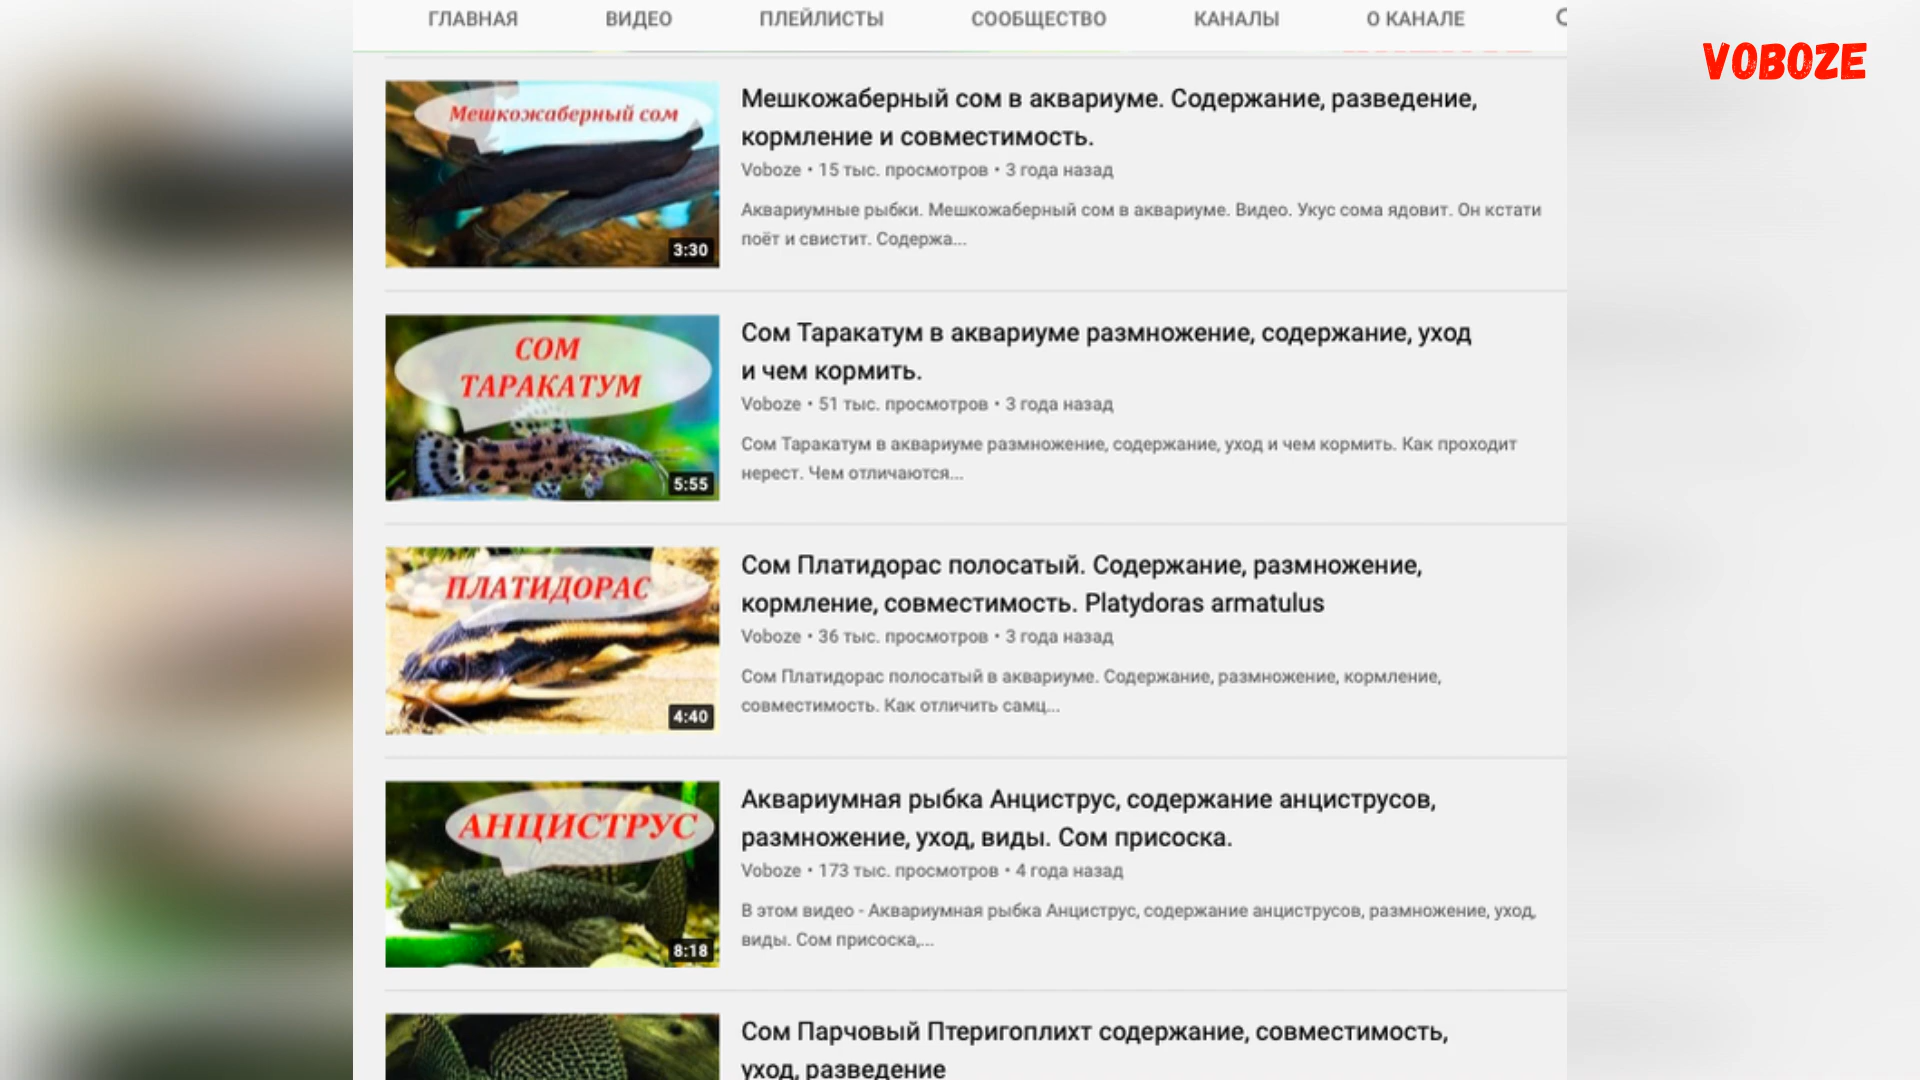 ГЛАВНАЯ ВИДЕО ПЛЕЙЛИСТЫ СООБЩЕСТВО КАНАЛЫ О КАНАЛЕ
VOBOZE
Мешкожаберный сом
3:30
Мешкожаберный сом в аквариуме. Содержание, разведение,
кормление и совместимость.
Voboze • 15 тыс. просмотров • 3 года назад
Аквариумные рыбки. Мешкожаберный сом в аквариуме. Видео. Укус сома ядовит. Он кстати
поёт и свистит. Содержа...
СОМ
ТАРАКАТУМ
5:55
Сом Таракатум в аквариуме размножение, содержание, уход
и чем кормить.
Voboze • 51 тыс. просмотров • 3 года назад
Сом Таракатум в аквариуме размножение, содержание, уход и чем кормить. Как проходит
нерест. Чем отличаются...
ПЛАТИДОРАС
4:40
Сом Платидорас полосатый. Содержание, размножение,
кормление, совместимость. Platydoras armatulus
Voboze • 36 тыс. просмотров • 3 года назад
Сом Платидорас полосатый в аквариуме. Содержание, размножение, кормление,
совместимость. Как отличить самц...
АНЦИСТРУС
8:18
Аквариумная рыбка Анциструс, содержание анциструсов,
размножение, уход, виды. Сом присоска.
Voboze • 173 тыс. просмотров • 4 года назад
В этом видео - Аквариумная рыбка Анциструс, содержание анциструсов, размножение, уход,
виды. Сом присоска,...
Сом Парчовый Птеригоплихт содержание, совместимость,
уход, разведение